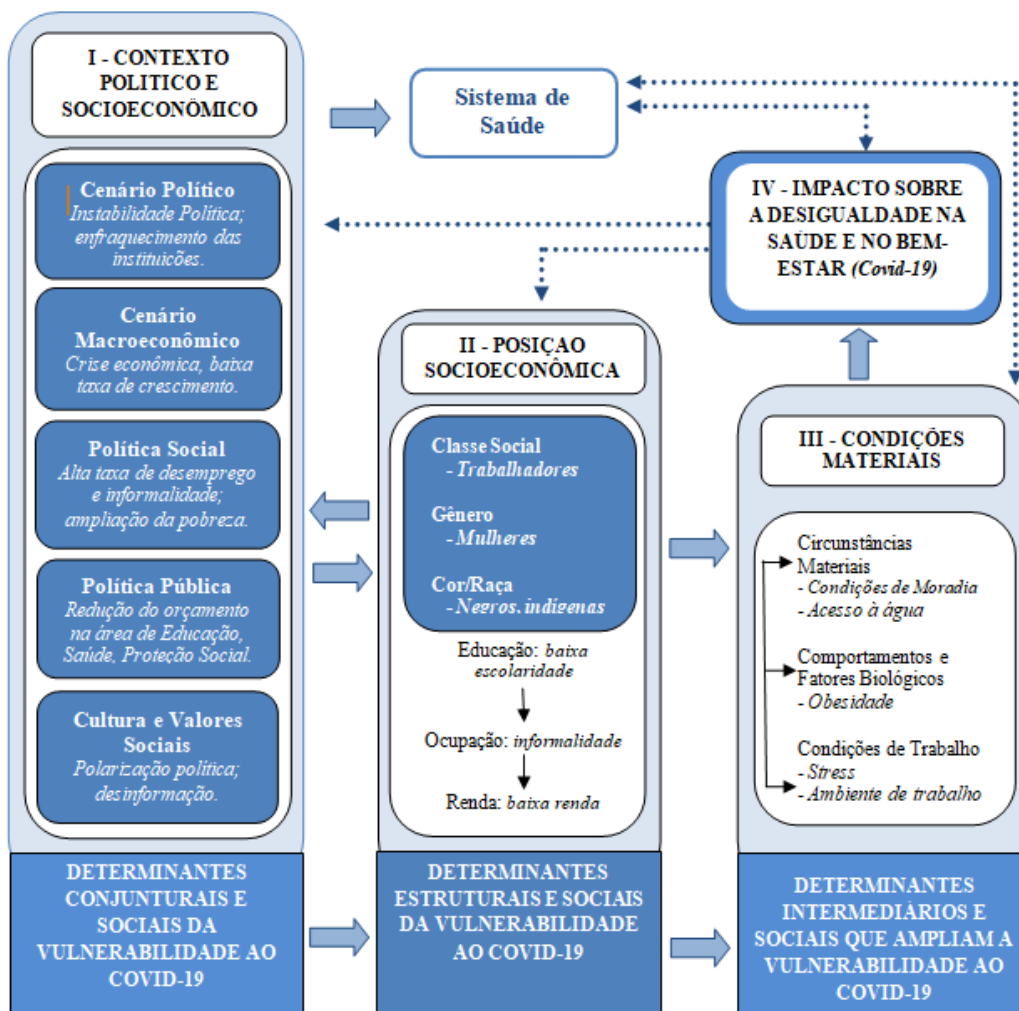 I - CONTEXTO
POLITICO E
SOCIOECONÔMICO
Cenário Político
Instabilidade Política;
enfraquecimento das
instituições.
Cenário
Macroeconômico
Crise econômica, baixa
taxa de crescimento.
Política Social
Alta taxa de desemprego
e informalidade;
ampliação da pobreza.
Política Pública
Redução do orçamento
na área de Educação,
Saúde, Proteção Social.
Cultura e Valores
Sociais
Polarização política;
desinformação.
DETERMINANTES
CONJUNTURAIS E
SOCIAIS DA
VULNERABILIDADE AO
COVID-19
Sistema de
Saúde
IV - IMPACTO SOBRE
A DESIGUALDADE NA
SAÚDE E NO BEM-
ESTAR (Covid-19)
II - POSIÇAO
SOCIOECONÔMICA
Classe Social
- Trabalhadores
Gênero
- Mulheres
Cor/Raça
- Negros, indígenas
Educação: baixa
escolaridade
Ocupação: informalidade
Renda: baixa renda
DETERMINANTES
ESTRUTURAIS E SOCIAIS
DA VULNERABILIDADE
AO COVID-19
III - CONDIÇÕES
MATERIAIS
Circunstâncias
Materiais
- Condições de Moradia
- Acesso à água
Comportamentos e
Fatores Biológicos
- Obesidade
Condições de Trabalho
- Stress
- Ambiente de trabalho
DETERMINANTES
INTERMEDIÁRIOS E
SOCIAIS QUE AMPLIAM A
VULNERABILIDADE AO
COVID-19